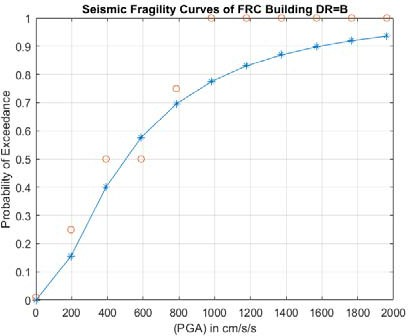 Seismic Fragility Curves of FRC Building DR=B
Probability of Exceedance
1
0.9
0.8
0.7
0.6
0.5
0.4
0.3
0.2
0.1
0
0 200 400 600 800 1000 1200 1400 1600 1800 2000
(PGA) in cm/s/s